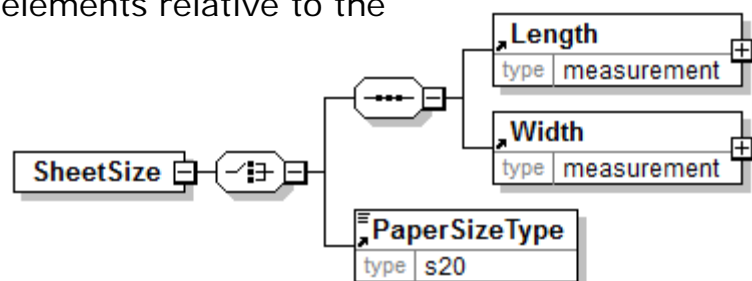 elements relative to the
Length
type measurement
Width
type measurement
SheetSize
PaperSizeType
type s20